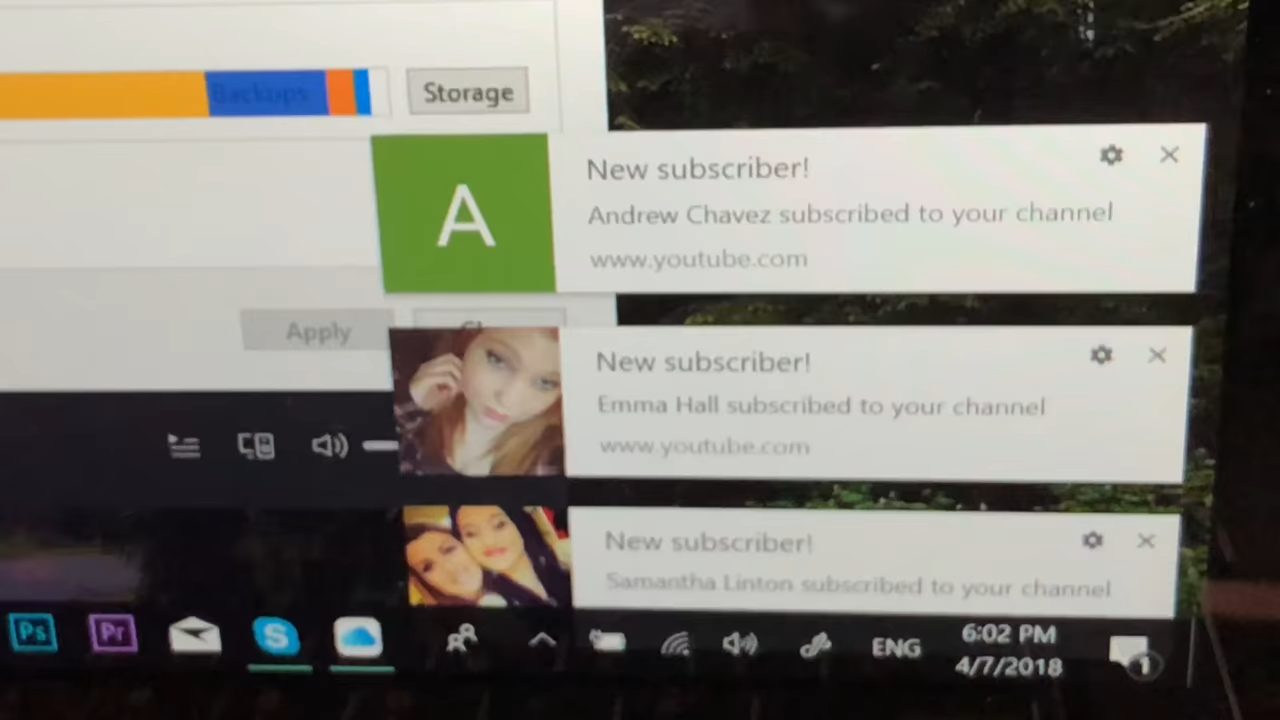 Backups
Storage
A
New subscriber!
Andrew Chavez subscribed to your channel
www.youtube.com
Apply
New subscriber!
Emma Hall subscribed to your channel
www.youtube.com
New subscriber!
Samantha Linton subscribed to your channel
Ps
Pr
S
ENG
6:02 PM
4/7/2018
1